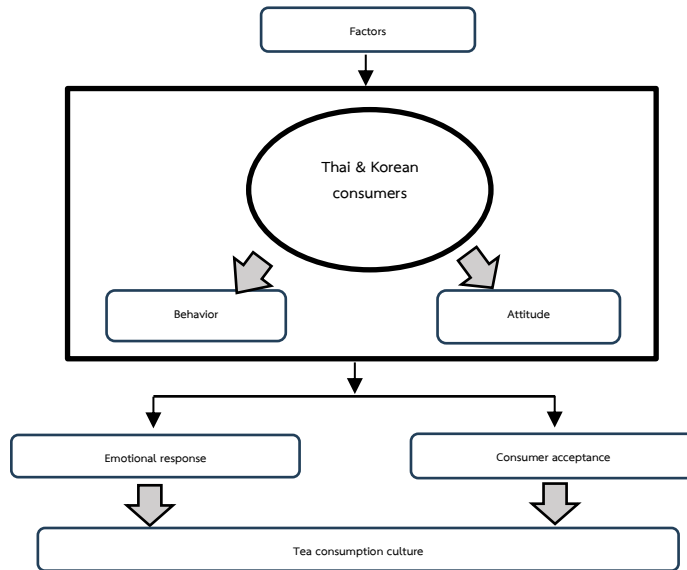 Factors
Thai & Korean
consumers
Behavior
Attitude
Emotional response
Consumer acceptance
Tea consumption culture